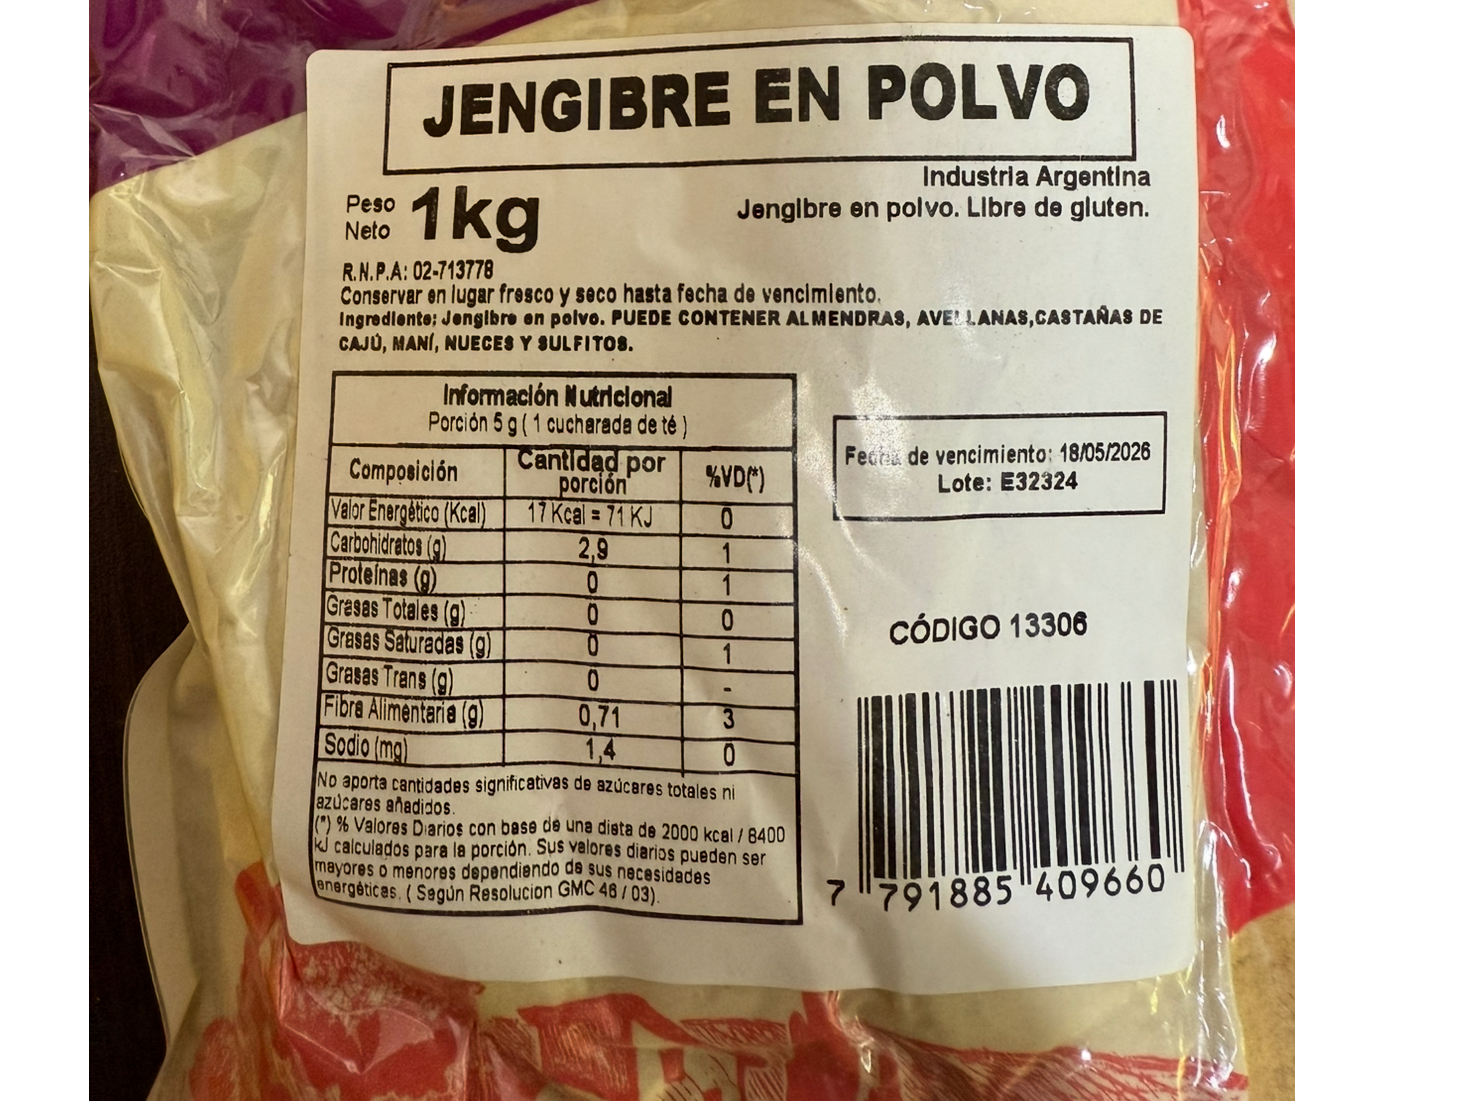 JENGIBRE EN POLVO
Industria Argentina
Jengibre en polvo. Libre de gluten.
Peso
Neto
1kg
R.N.P.A: 02-713778
Conservar en lugar fresco y seco hasta fecha de vencimiento.
Ingrediente: Jengibre en polvo. PUEDE CONTENER ALMENDRAS, AVELLANAS,CASTAÑAS DE
CAJÚ, MANÍ, NUECES Y SULFITOS.
Información Nutricional
Porción 5 g ( 1 cucharada de té )
Composición Cantidad por porción %VD(*)
Valor Energético (Kcal) 17 Kcal = 71 KJ 0
Carbohidratos (g) 2,9 1
Proteínas (g) 0 1
Grasas Totales (g) 0 0
Grasas Saturadas (g) 0 1
Grasas Trans (g) 0 -
Fibra Alimentaria (g) 0,71 3
Sodio (mg) 1,4 0
No aporta cantidades significativas de azúcares totales ni
azúcares añadidos.
(*) % Valores Diarios con base de una dieta de 2000 kcal / 8400
kJ calculados para la porción. Sus valores diarios pueden ser
mayores o menores dependiendo de sus necesidades
energéticas. ( Según Resolucion GMC 46 / 03).
Fecha de vencimiento: 18/05/2026
Lote: E32324
CÓDIGO 13306
7 791885 409660